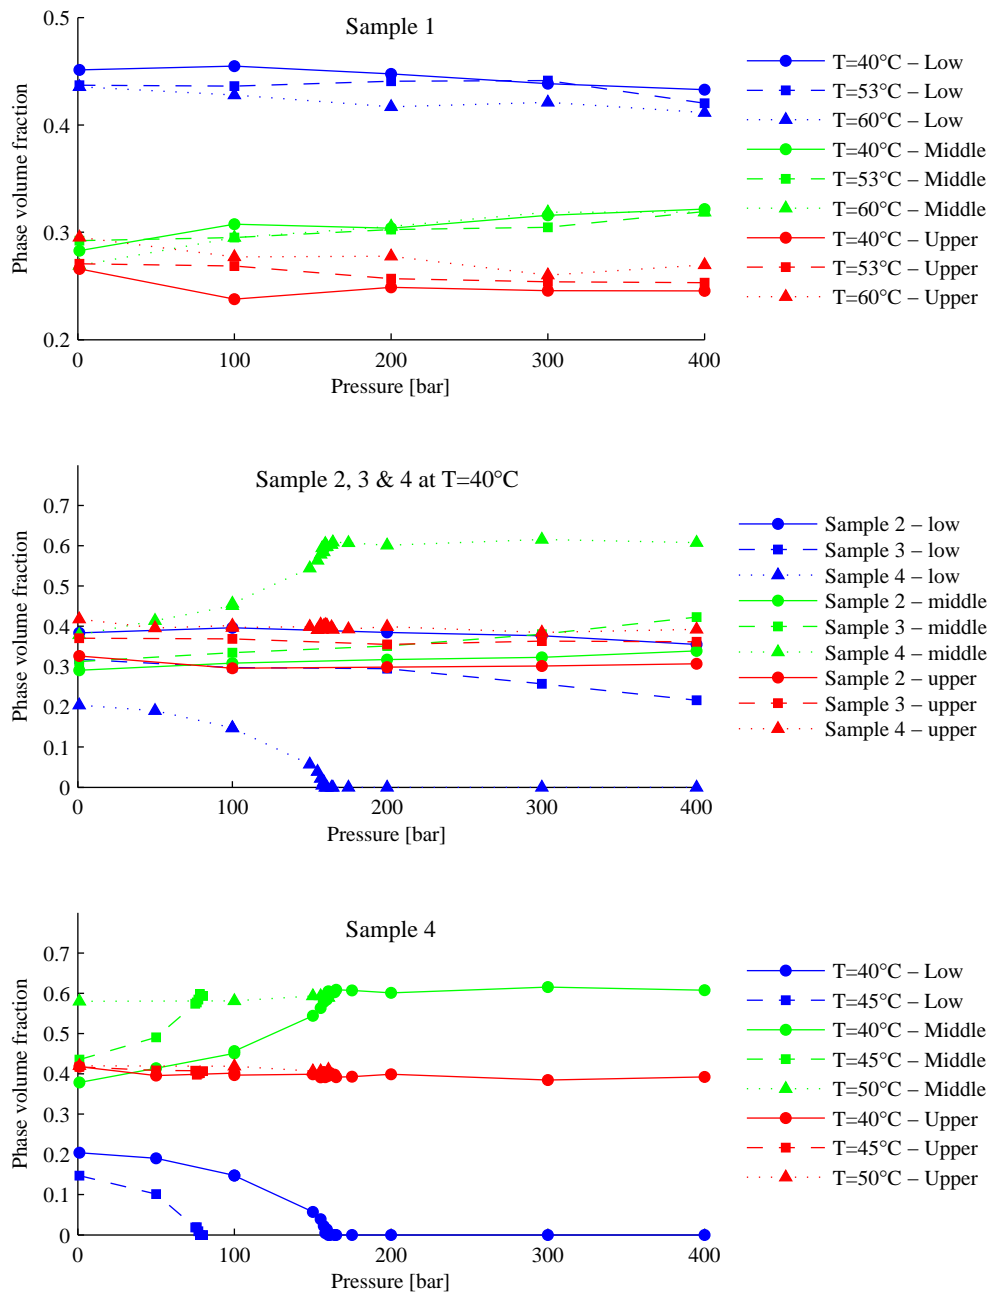 Sample 1
Phase volume fraction
0.5
0.4
0.3
0.2
0 100 200 300 400
Pressure [bar]
T=40°C – Low
T=53°C – Low
T=60°C – Low
T=40°C – Middle
T=53°C – Middle
T=60°C – Middle
T=40°C – Upper
T=53°C – Upper
T=60°C – Upper
Sample 2, 3 & 4 at T=40°C
Phase volume fraction
0.7
0.6
0.5
0.4
0.3
0.2
0.1
0
0 100 200 300 400
Pressure [bar]
Sample 2 – low
Sample 3 – low
Sample 4 – low
Sample 2 – middle
Sample 3 – middle
Sample 4 – middle
Sample 2 – upper
Sample 3 – upper
Sample 4 – upper
Sample 4
Phase volume fraction
0.7
0.6
0.5
0.4
0.3
0.2
0.1
0
0 100 200 300 400
Pressure [bar]
T=40°C – Low
T=45°C – Low
T=40°C – Middle
T=45°C – Middle
T=50°C – Middle
T=40°C – Upper
T=45°C – Upper
T=50°C – Upper